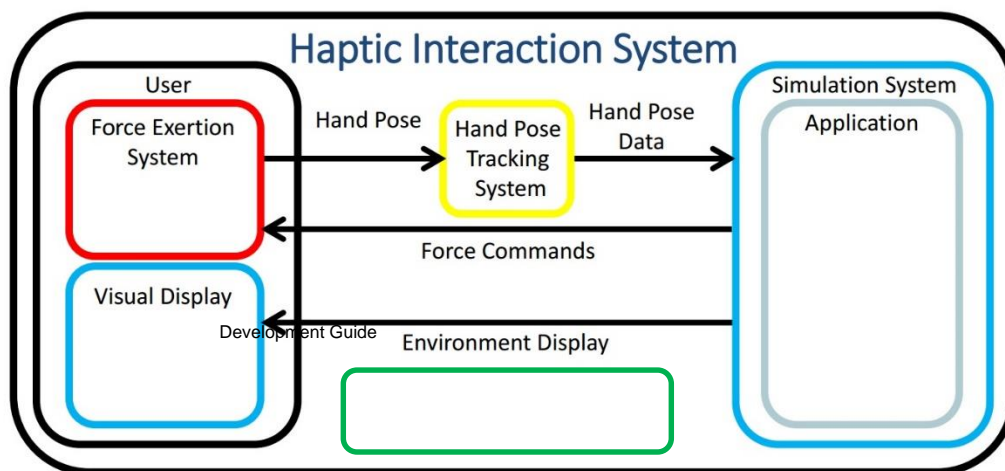 Haptic Interaction System
User
Force Exertion
System
Hand Pose
Hand Pose
Tracking
System
Hand Pose
Data
Simulation System
Application
Force Commands
Visual Display
Development Guide
Environment Display